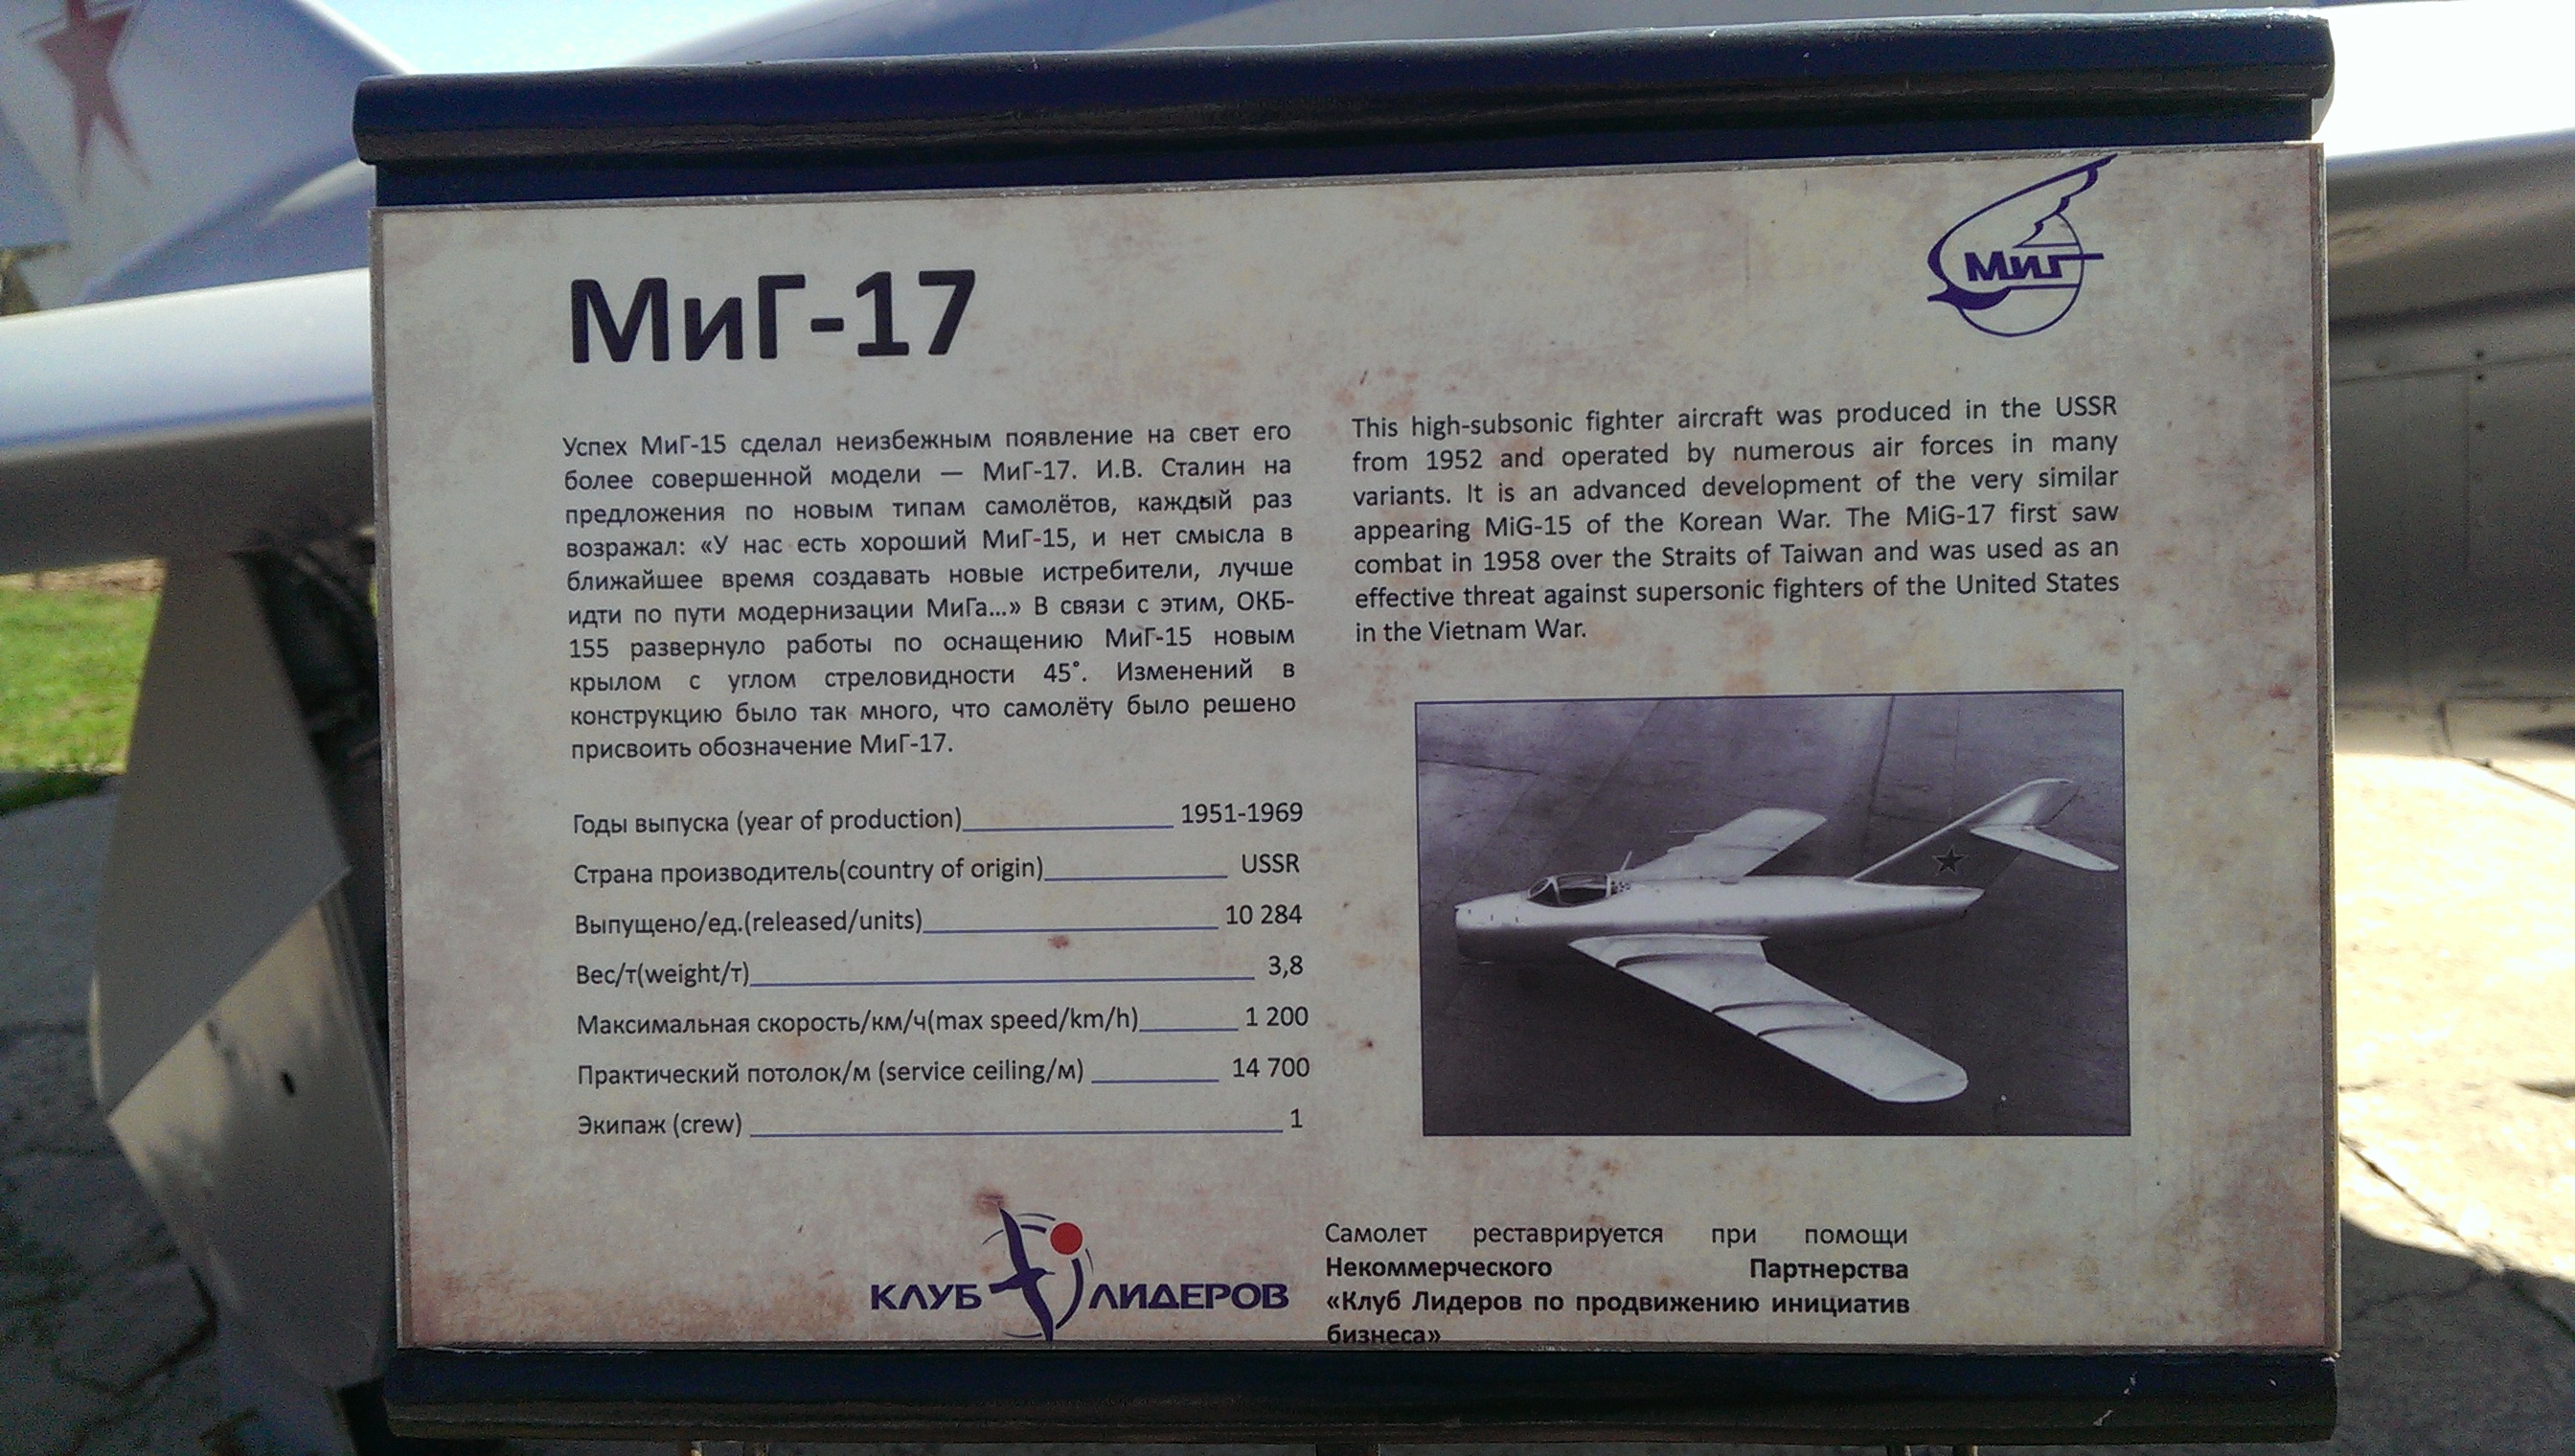 МиГ-17
МиГ
Успех МиГ-15 сделал неизбежным появление на свет его
более совершенной модели — МиГ-17. И.В. Сталин на
предложения по новым типам самолётов, каждый раз
возражал: «У нас есть хороший МиГ-15, и нет смысла в
ближайшее время создавать новые истребители, лучше
идти по пути модернизации МиГа...» В связи с этим, ОКБ-
155 развернуло работы по оснащению МиГ-15 новым
крылом с углом стреловидности 45°. Изменений в
конструкцию было так много, что самолёту было решено
присвоить обозначение МиГ-17.
This high-subsonic fighter aircraft was produced in the USSR
from 1952 and operated by numerous air forces in many
variants. It is an advanced development of the very similar
appearing MiG-15 of the Korean War. The MiG-17 first saw
combat in 1958 over the Straits of Taiwan and was used as an
effective threat against supersonic fighters of the United States
in the Vietnam War.
Годы выпуска (year of production) 1951-1969
Страна производитель(country of origin) USSR
Выпущено/ед.(released/units) 10 284
Вес/т(weight/т) 3,8
Максимальная скорость/км/ч(max speed/km/h) 1 200
Практический потолок/м (service ceiling/м) 14 700
Экипаж (crew) 1
КЛУБ ЛИДЕРОВ
Самолет реставрируется при помощи
Некоммерческого Партнерства
«Клуб Лидеров по продвижению инициатив
бизнеса»